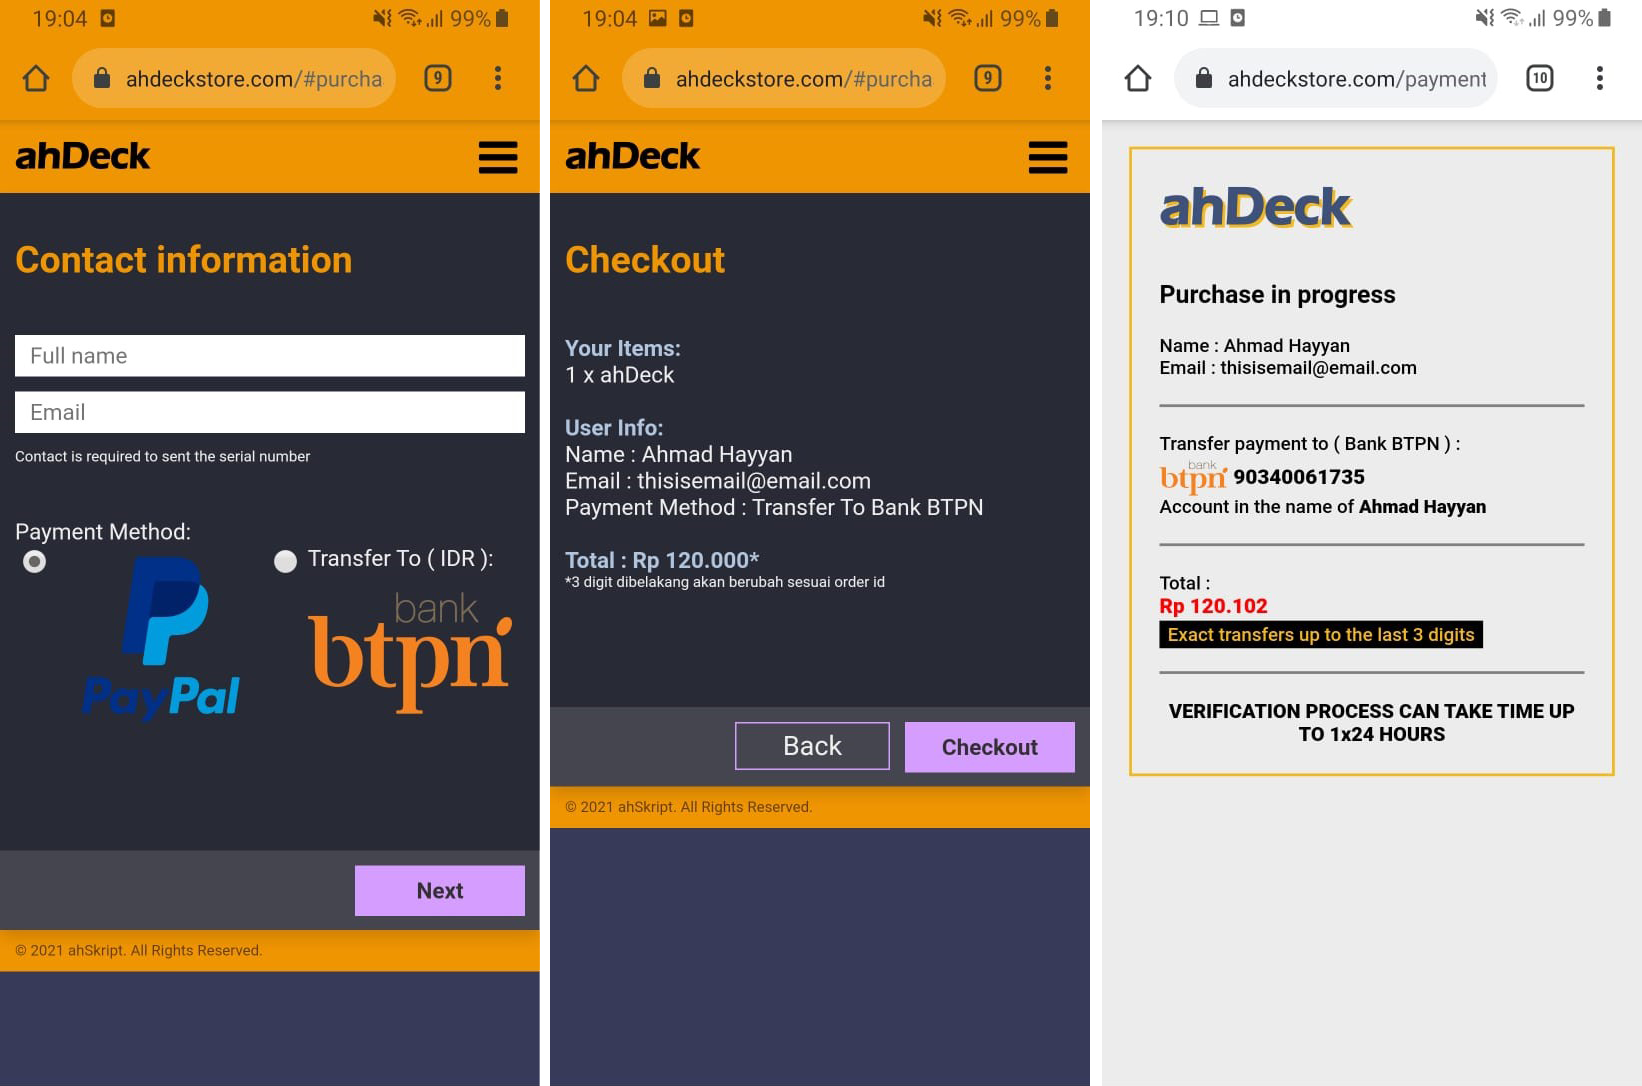 19:04
99%
ahdeckstore.com/#purcha
9
ahDeck
Contact information
Full name
Email
Contact is required to sent the serial number
Payment Method:
PayPal
Transfer To ( IDR ):
bank
btpn
Next
© 2021 ahSkript. All Rights Reserved.
19:04
99%
ahdeckstore.com/#purcha
9
ahDeck
Checkout
Your Items:
1 x ahDeck
User Info:
Name : Ahmad Hayyan
Email : thisisemail@email.com
Payment Method : Transfer To Bank BTPN
Total : Rp 120.000*
*3 digit dibelakang akan berubah sesuai order id
Back
Checkout
© 2021 ahSkript. All Rights Reserved.
19:10
99%
ahdeckstore.com/payment
10
ahDeck
Purchase in progress
Name : Ahmad Hayyan
Email : thisisemail@email.com
Transfer payment to ( Bank BTPN ) :
bank
btpn 90340061735
Account in the name of Ahmad Hayyan
Total :
Rp 120.102
Exact transfers up to the last 3 digits
VERIFICATION PROCESS CAN TAKE TIME UP
TO 1x24 HOURS